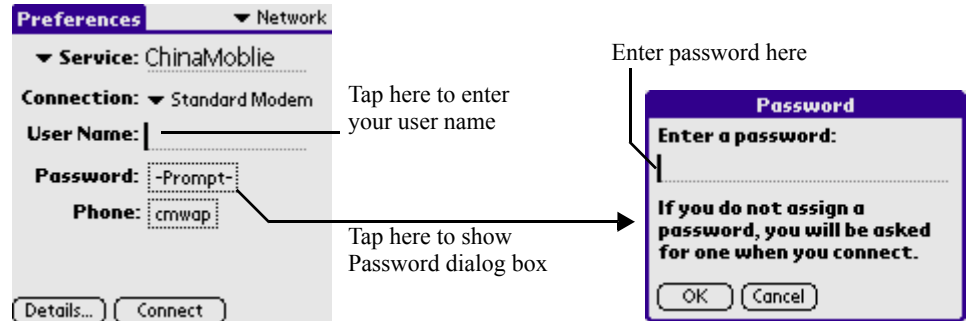 Preferences
Network
Service: ChinaMoblie
Connection: Standard Modem
User Name:
Password: -Prompt-
Phone: cmwap
Details... Connect
Tap here to enter
your user name
Tap here to show
Password dialog box
Enter password here
Password
Enter a password:
If you do not assign a
password, you will be asked
for one when you connect.
OK Cancel